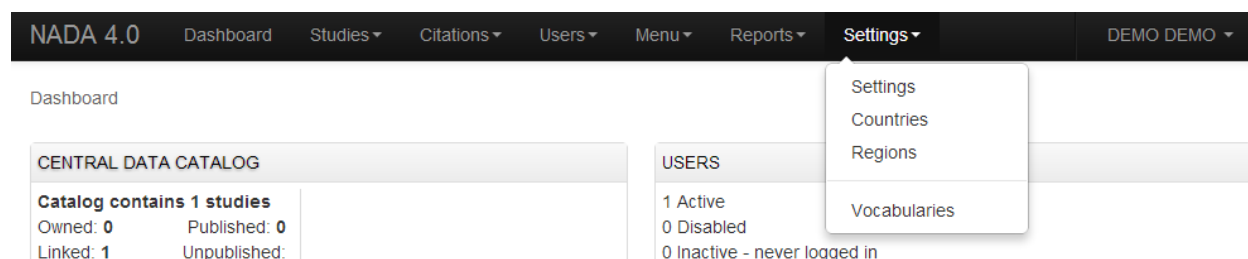 NADA 4.0 Dashboard Studies Citations Users Menu Reports Settings DEMO DEMO
Settings
Countries
Regions
Vocabularies
Dashboard
CENTRAL DATA CATALOG
Catalog contains 1 studies
Owned: 0 Published: 0
Linked: 1 Unpublished:
USERS
1 Active
0 Disabled
0 Inactive - never logged in